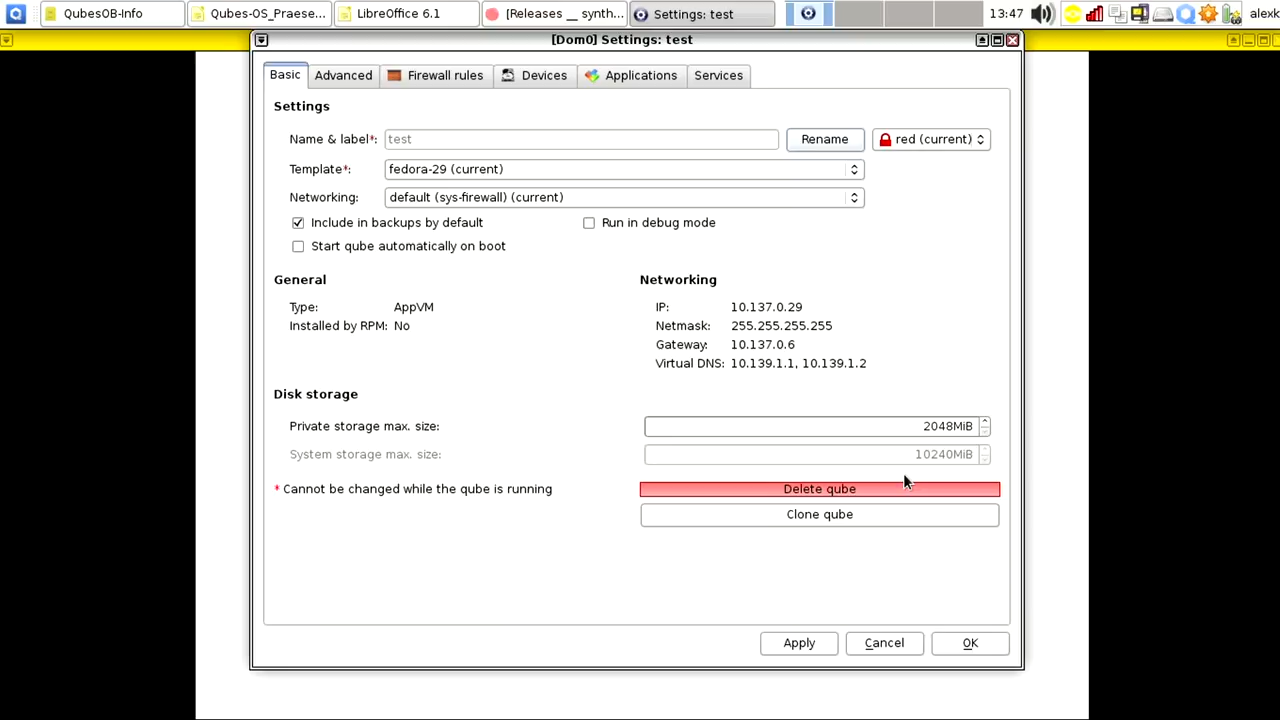 QubesOB-Info Qubes-OS_Praese... LibreOffice 6.1 [Releases __ synth... Settings: test 13:47 alexk
[Dom0] Settings: test
Basic Advanced Firewall rules Devices Applications Services
Settings
Name & label*: test Rename red (current)
Template*: fedora-29 (current)
Networking: default (sys-firewall) (current)
Include in backups by default Run in debug mode
Start qube automatically on boot
General Networking
Type: AppVM IP: 10.137.0.29
Installed by RPM: No Netmask: 255.255.255.255
Gateway: 10.137.0.6
Virtual DNS: 10.139.1.1, 10.139.1.2
Disk storage
Private storage max. size: 2048MiB
System storage max. size: 10240MiB
* Cannot be changed while the qube is running Delete qube
Clone qube
Apply Cancel OK